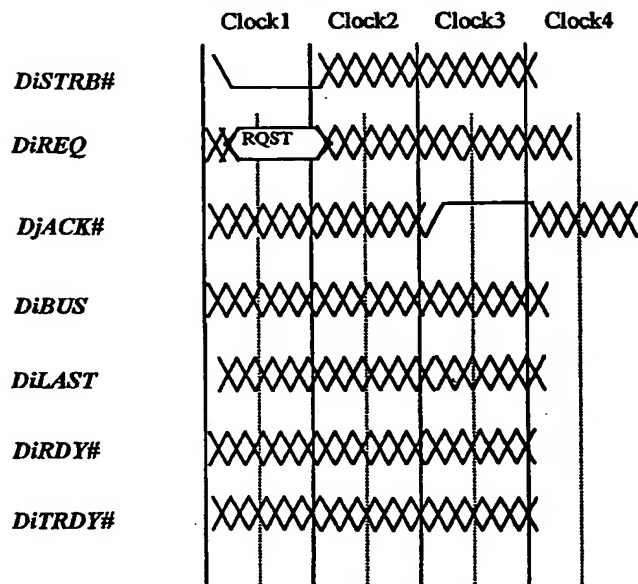 Clock1 Clock2 Clock3 Clock4
DiSTRB#
DiREQ RQST
DjACK#
DiBUS
DiLAST
DiRDY#
DiTRDY#